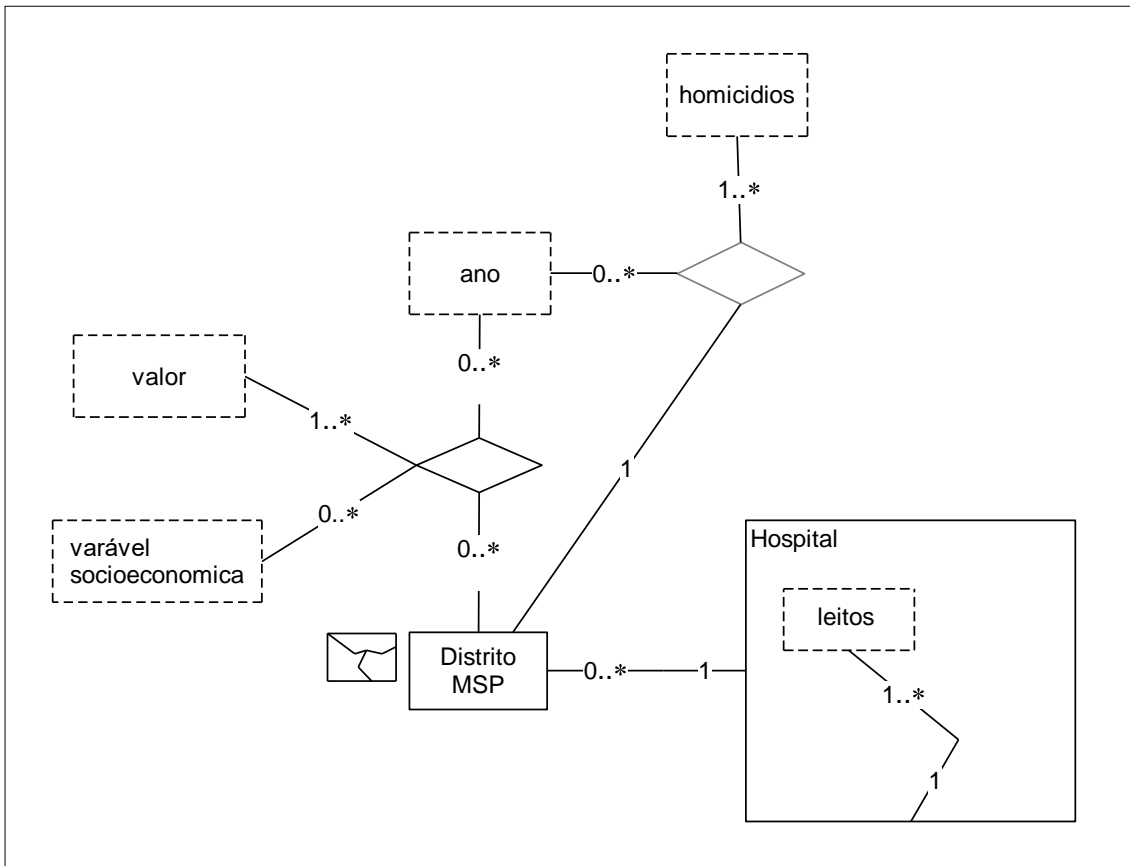 homicidios
1..*
ano
0..*
0..*
valor
1..*
1
0..*
varável
socioeconomica
0..*
Hospital
leitos
Distrito
MSP
0..*
1
1..*
1